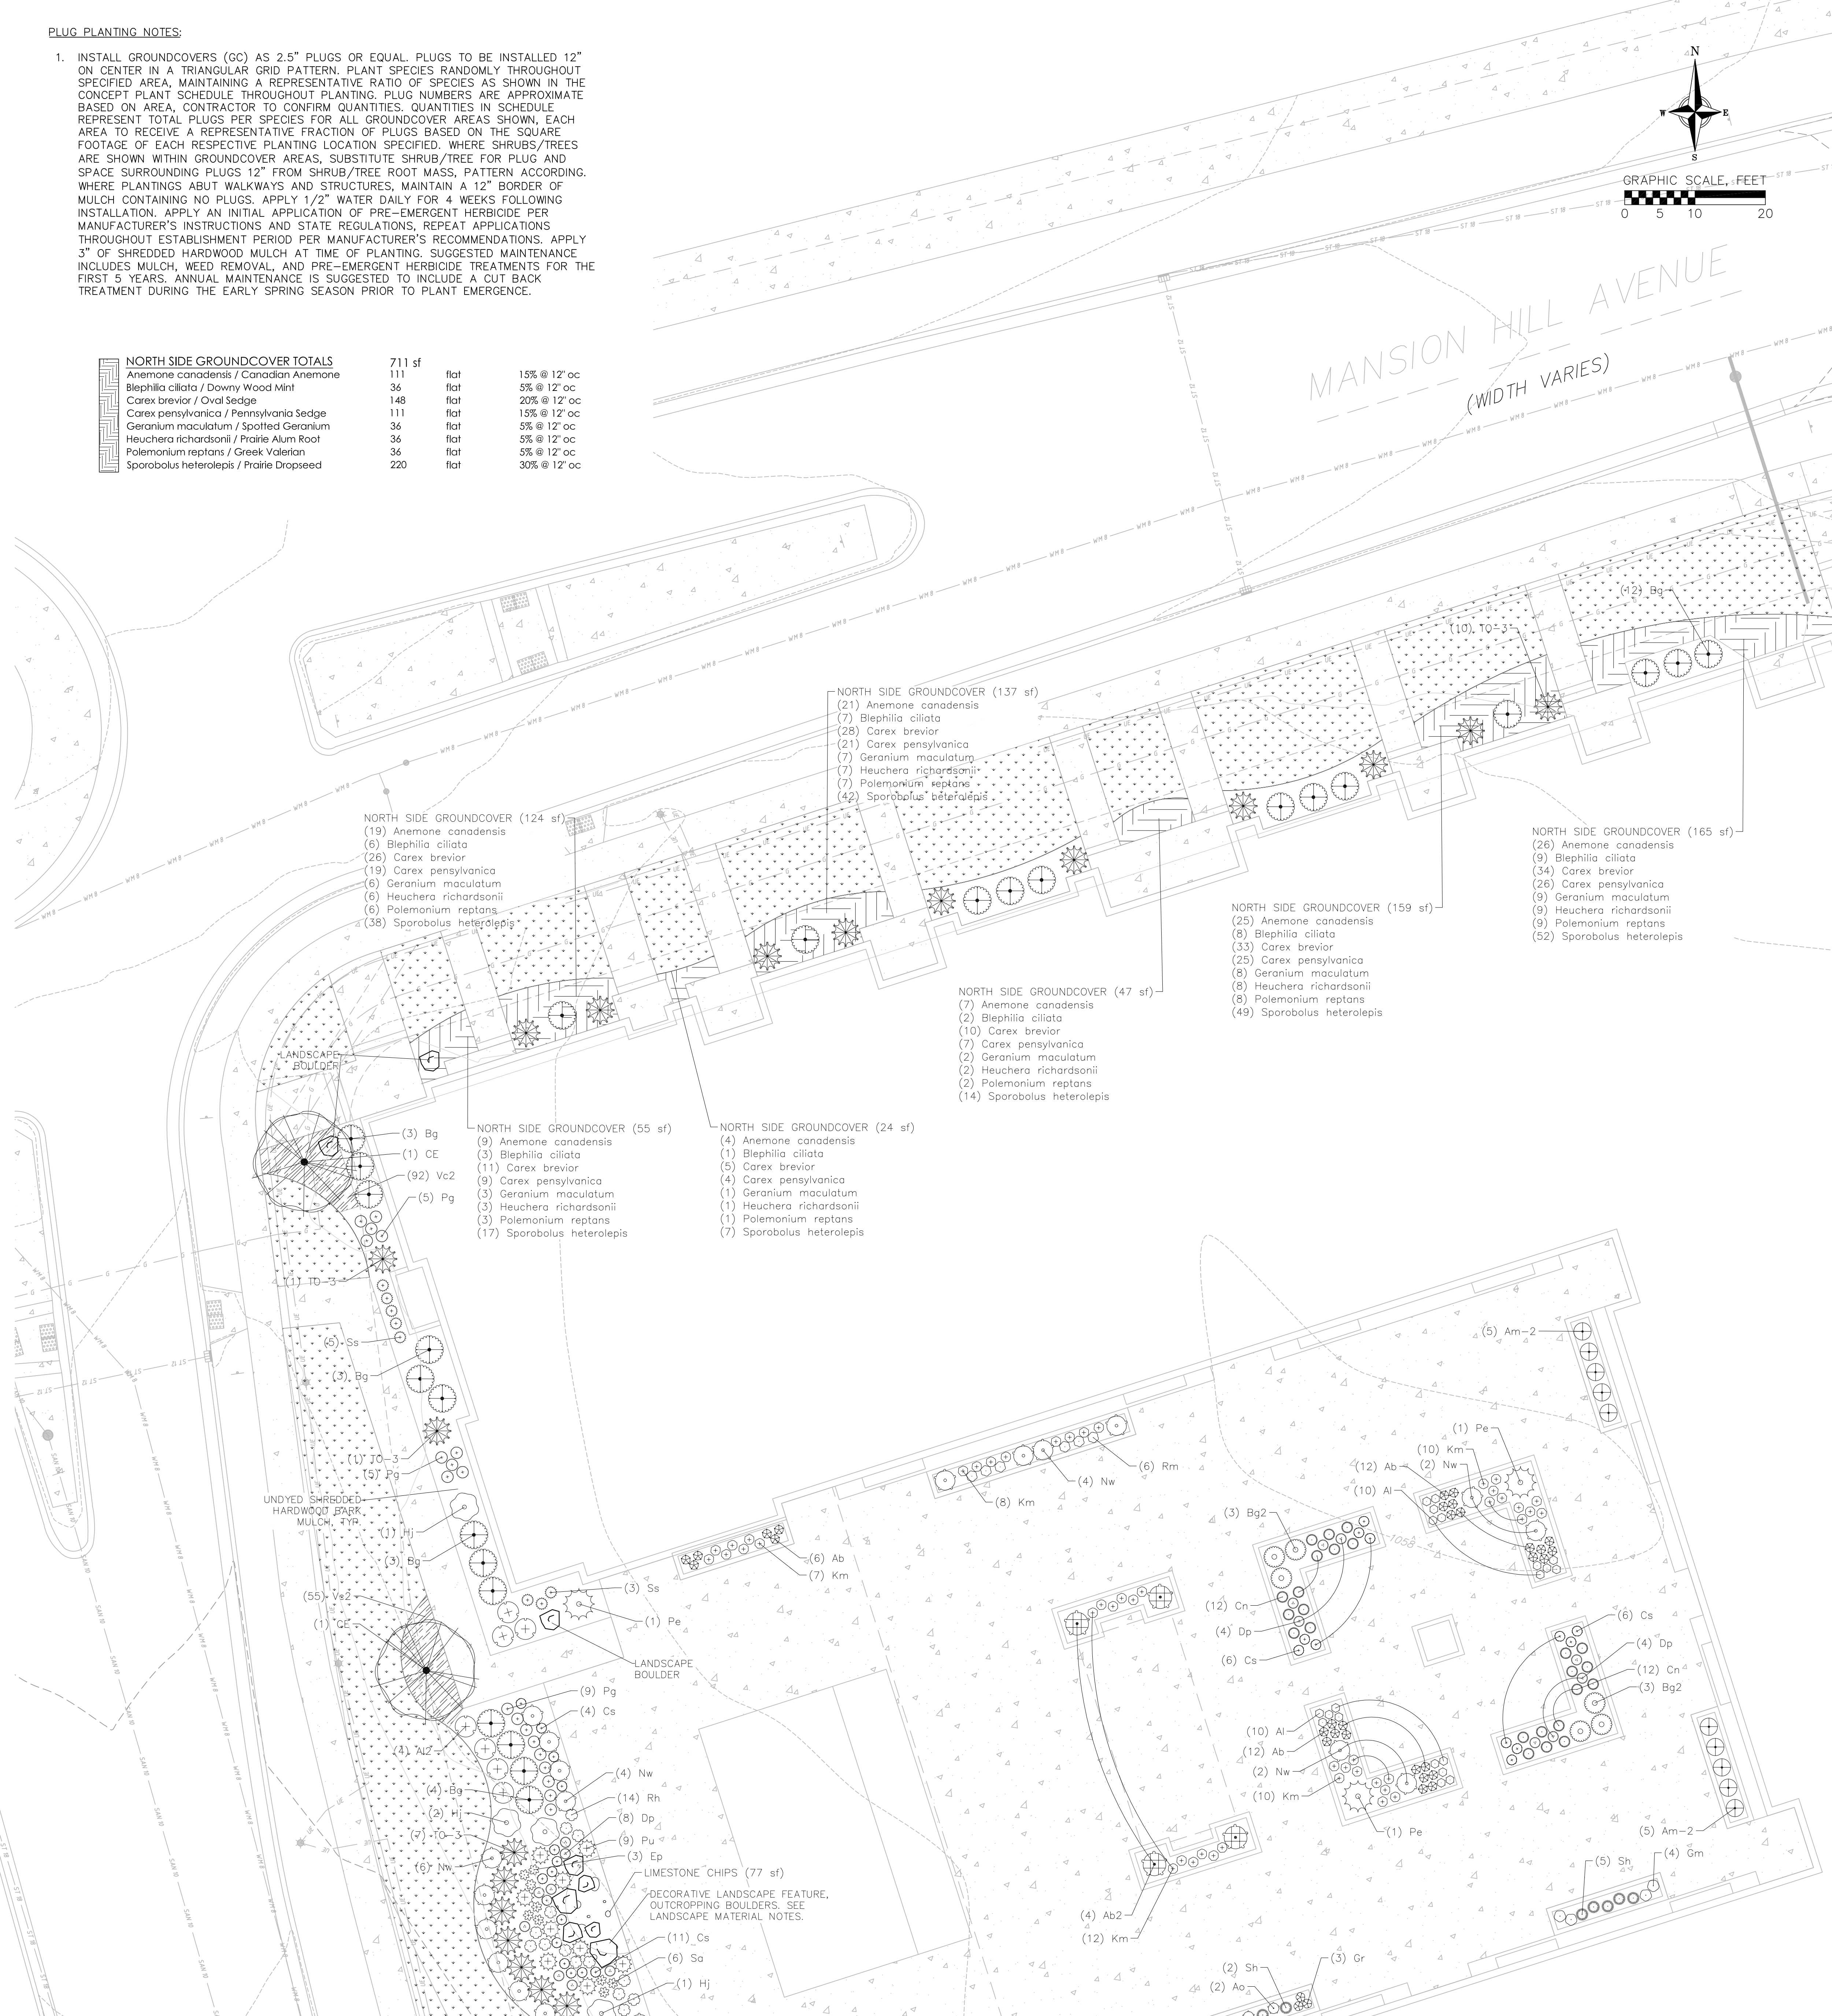 PLUG PLANTING NOTES:
1. INSTALL GROUNDCOVERS (GC) AS 2.5" PLUGS OR EQUAL. PLUGS TO BE INSTALLED 12"
ON CENTER IN A TRIANGULAR GRID PATTERN. PLANT SPECIES RANDOMLY THROUGHOUT
SPECIFIED AREA, MAINTAINING A REPRESENTATIVE RATIO OF SPECIES AS SHOWN IN THE
CONCEPT PLANT SCHEDULE THROUGHOUT PLANTING. PLUG NUMBERS ARE APPROXIMATE
BASED ON AREA, CONTRACTOR TO CONFIRM QUANTITIES. QUANTITIES IN SCHEDULE
REPRESENT TOTAL PLUGS PER SPECIES FOR ALL GROUNDCOVER AREAS SHOWN, EACH
AREA TO RECEIVE A REPRESENTATIVE FRACTION OF PLUGS BASED ON THE SQUARE
FOOTAGE OF EACH RESPECTIVE PLANTING LOCATION SPECIFIED. WHERE SHRUBS/TREES
ARE SHOWN WITHIN GROUNDCOVER AREAS, SUBSTITUTE SHRUB/TREE FOR PLUG AND
SPACE SURROUNDING PLUGS 12" FROM SHRUB/TREE ROOT MASS, PATTERN ACCORDING.
WHERE PLANTINGS ABUT WALKWAYS AND STRUCTURES, MAINTAIN A 12" BORDER OF
MULCH CONTAINING NO PLUGS. APPLY 1/2" WATER DAILY FOR 4 WEEKS FOLLOWING
INSTALLATION. APPLY AN INITIAL APPLICATION OF PRE-EMERGENT HERBICIDE PER
MANUFACTURER'S INSTRUCTIONS AND STATE REGULATIONS, REPEAT APPLICATIONS
THROUGHOUT ESTABLISHMENT PERIOD PER MANUFACTURER'S RECOMMENDATIONS. APPLY
3" OF SHREDDED HARDWOOD MULCH AT TIME OF PLANTING. SUGGESTED MAINTENANCE
INCLUDES MULCH, WEED REMOVAL, AND PRE-EMERGENT HERBICIDE TREATMENTS FOR THE
FIRST 5 YEARS. ANNUAL MAINTENANCE IS SUGGESTED TO INCLUDE A CUT BACK
TREATMENT DURING THE EARLY SPRING SEASON PRIOR TO PLANT EMERGENCE.
N
W E
S
GRAPHIC SCALE, FEET
0 5 10 20
MANSION HILL AVENUE
(WIDTH VARIES)
NORTH SIDE GROUNDCOVER TOTALS 711 sf
Anemone canadensis / Canadian Anemone 111 flat 15% @ 12" oc
Blephilia ciliata / Downy Wood Mint 36 flat 5% @ 12" oc
Carex brevior / Oval Sedge 148 flat 20% @ 12" oc
Carex pensylvanica / Pennsylvania Sedge 111 flat 15% @ 12" oc
Geranium maculatum / Spotted Geranium 36 flat 5% @ 12" oc
Heuchera richardsonii / Prairie Alum Root 36 flat 5% @ 12" oc
Polemonium reptans / Greek Valerian 36 flat 5% @ 12" oc
Sporobolus heterolepis / Prairie Dropseed 220 flat 30% @ 12" oc
(12) Bg
(10) TO-3
NORTH SIDE GROUNDCOVER (137 sf)
(21) Anemone canadensis
(7) Blephilia ciliata
(28) Carex brevior
(21) Carex pensylvanica
(7) Geranium maculatum
(7) Heuchera richardsonii
(7) Polemonium reptans
(42) Sporobolus heterolepis
NORTH SIDE GROUNDCOVER (124 sf)
(19) Anemone canadensis
(6) Blephilia ciliata
(26) Carex brevior
(19) Carex pensylvanica
(6) Geranium maculatum
(6) Heuchera richardsonii
(6) Polemonium reptans
(38) Sporobolus heterolepis
NORTH SIDE GROUNDCOVER (165 sf)
(26) Anemone canadensis
(9) Blephilia ciliata
(34) Carex brevior
(26) Carex pensylvanica
(9) Geranium maculatum
(9) Heuchera richardsonii
(9) Polemonium reptans
(52) Sporobolus heterolepis
NORTH SIDE GROUNDCOVER (159 sf)
(25) Anemone canadensis
(8) Blephilia ciliata
(33) Carex brevior
(25) Carex pensylvanica
(8) Geranium maculatum
(8) Heuchera richardsonii
(8) Polemonium reptans
(49) Sporobolus heterolepis
NORTH SIDE GROUNDCOVER (47 sf)
(7) Anemone canadensis
(2) Blephilia ciliata
(10) Carex brevior
(7) Carex pensylvanica
(2) Geranium maculatum
(2) Heuchera richardsonii
(2) Polemonium reptans
(14) Sporobolus heterolepis
LANDSCAPE
BOULDER
NORTH SIDE GROUNDCOVER (55 sf)
(9) Anemone canadensis
(3) Blephilia ciliata
(11) Carex brevior
(9) Carex pensylvanica
(3) Geranium maculatum
(3) Heuchera richardsonii
(3) Polemonium reptans
(17) Sporobolus heterolepis
NORTH SIDE GROUNDCOVER (24 sf)
(4) Anemone canadensis
(1) Blephilia ciliata
(5) Carex brevior
(4) Carex pensylvanica
(1) Geranium maculatum
(1) Heuchera richardsonii
(1) Polemonium reptans
(7) Sporobolus heterolepis
(3) Bg
(1) CE
(92) Vc2
(5) Pg
(1) TO-3
(5) Ss
(3) Bg
(1) TO-3
(5) Pg
UNDYED SHREDDED
HARDWOOD BARK
MULCH, TYP.
(1) Hj
(3) Bg
(55) Vc2
(1) CE
(3) Ss
(1) Pe
LANDSCAPE
BOULDER
(6) Ab
(7) Km
(8) Km
(4) Nw
(6) Rm
(5) Am-2
(1) Pe
(10) Km
(2) Nw
(12) Ab
(10) Al
1058
(3) Bg2
(12) Cn
(4) Dp
(6) Cs
(6) Cs
(4) Dp
(12) Cn
(3) Bg2
(10) Al
(12) Ab
(2) Nw
(10) Km
(1) Pe
(5) Am-2
(4) Gm
(5) Sh
(4) Ab2
(12) Km
(3) Gr
(2) Sh
(2) Ao
(9) Pg
(4) Cs
(4) Al2
(4) Bg
(2) Hj
(7) TO-3
(6) Nw
(4) Nw
(14) Rh
(8) Dp
(9) Pu
(3) Ep
LIMESTONE CHIPS (77 sf)
DECORATIVE LANDSCAPE FEATURE,
OUTCROPPING BOULDERS. SEE
LANDSCAPE MATERIAL NOTES.
(11) Cs
(6) Sa
(1) Hj